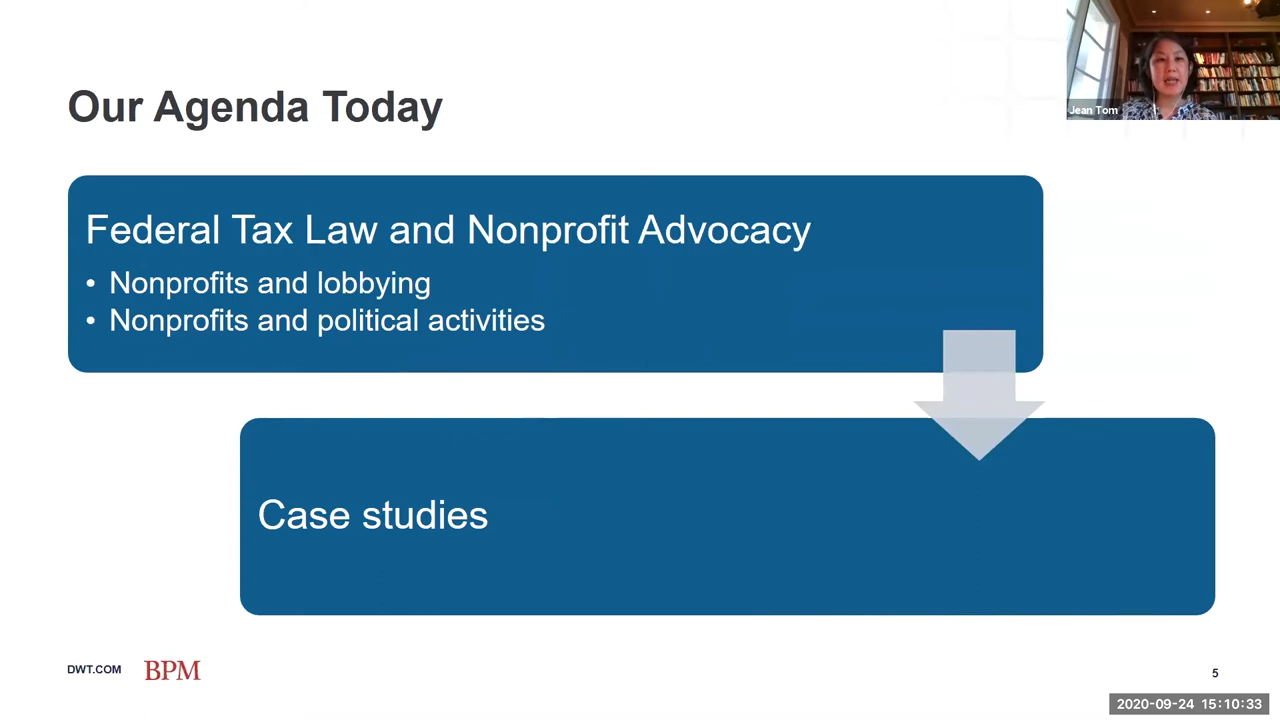 Our Agenda Today
Jean Tom
Federal Tax Law and Nonprofit Advocacy
• Nonprofits and lobbying
• Nonprofits and political activities
Case studies
DWT.COM
BPM
5
2020-09-24 15:10:33